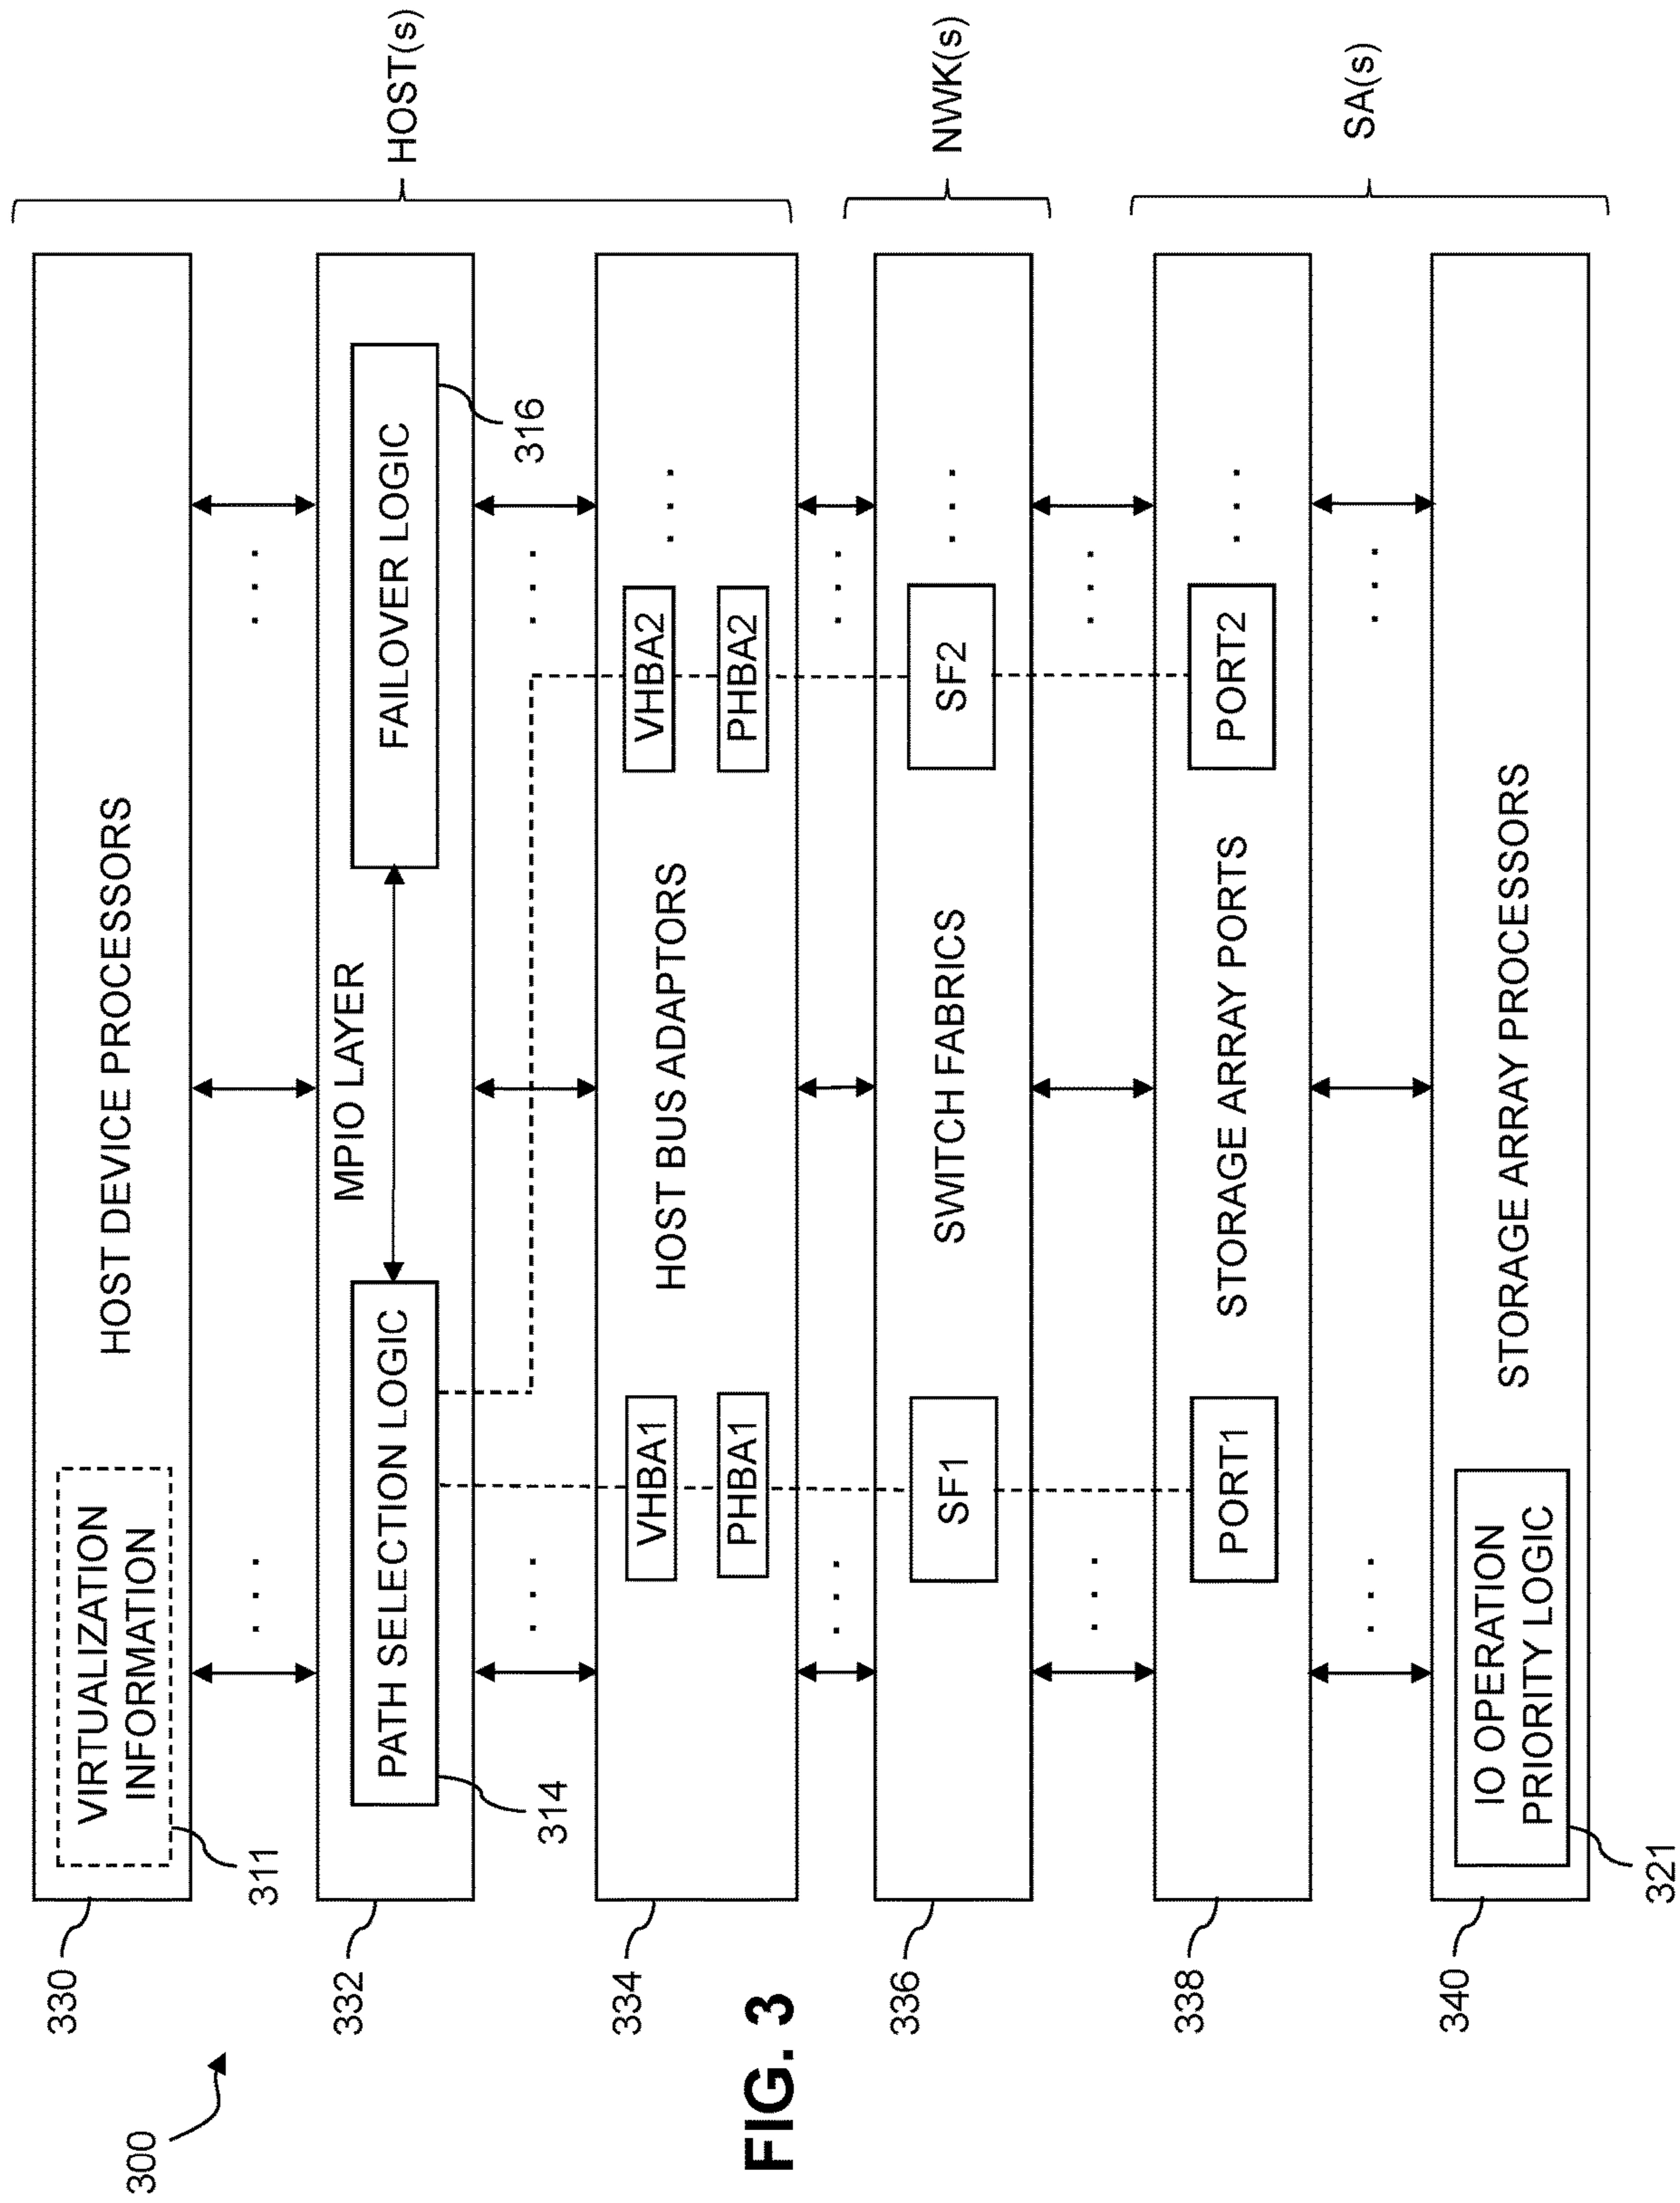 300
330
HOST DEVICE PROCESSORS
VIRTUALIZATION
INFORMATION
311
HOST(s)
332
MPIO LAYER
PATH SELECTION LOGIC
314
FAILOVER LOGIC
316
334
HOST BUS ADAPTORS
VHBA1
PHBA1
VHBA2
PHBA2
336
SWITCH FABRICS
SF1
SF2
NWK(s)
338
STORAGE ARRAY PORTS
PORT1
PORT2
SA(s)
340
STORAGE ARRAY PROCESSORS
IO OPERATION
PRIORITY LOGIC
321
FIG. 3